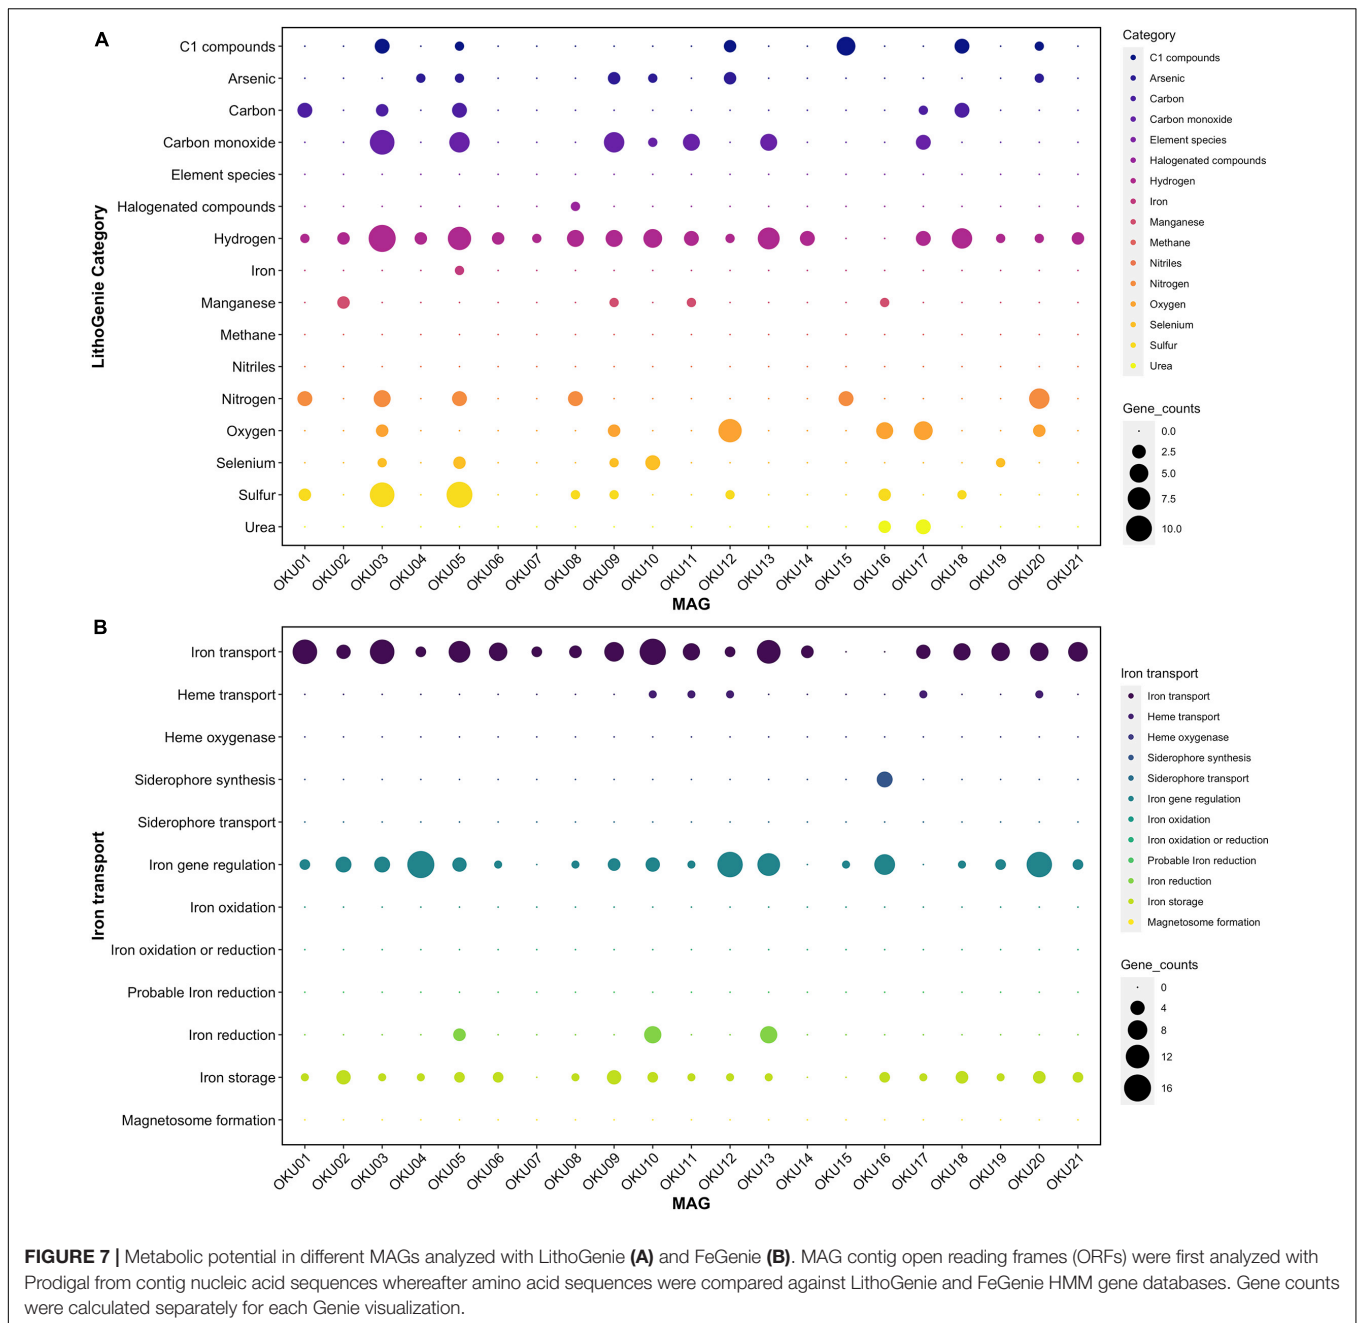 A
C1 compounds
Arsenic
Carbon
Carbon monoxide
Element species
Halogenated compounds
Hydrogen
Iron
Manganese
Methane
Nitriles
Nitrogen
Oxygen
Selenium
Sulfur
Urea
LithoGenie Category
OKU01
OKU02
OKU03
OKU04
OKU05
OKU06
OKU07
OKU08
OKU09
OKU10
OKU11
OKU12
OKU13
OKU14
OKU15
OKU16
OKU17
OKU18
OKU19
OKU20
OKU21
MAG
Category
C1 compounds
Arsenic
Carbon
Carbon monoxide
Element species
Halogenated compounds
Hydrogen
Iron
Manganese
Methane
Nitriles
Nitrogen
Oxygen
Selenium
Sulfur
Urea
Gene_counts
0.0
2.5
5.0
7.5
10.0
B
Iron transport
Heme transport
Heme oxygenase
Siderophore synthesis
Siderophore transport
Iron gene regulation
Iron oxidation
Iron oxidation or reduction
Probable Iron reduction
Iron reduction
Iron storage
Magnetosome formation
Iron transport
OKU01
OKU02
OKU03
OKU04
OKU05
OKU06
OKU07
OKU08
OKU09
OKU10
OKU11
OKU12
OKU13
OKU14
OKU15
OKU16
OKU17
OKU18
OKU19
OKU20
OKU21
MAG
Iron transport
Iron transport
Heme transport
Heme oxygenase
Siderophore synthesis
Siderophore transport
Iron gene regulation
Iron oxidation
Iron oxidation or reduction
Probable Iron reduction
Iron reduction
Iron storage
Magnetosome formation
Gene_counts
0
4
8
12
16
FIGURE 7 | Metabolic potential in different MAGs analyzed with LithoGenie (A) and FeGenie (B). MAG contig open reading frames (ORFs) were first analyzed with
Prodigal from contig nucleic acid sequences whereafter amino acid sequences were compared against LithoGenie and FeGenie HMM gene databases. Gene counts
were calculated separately for each Genie visualization.